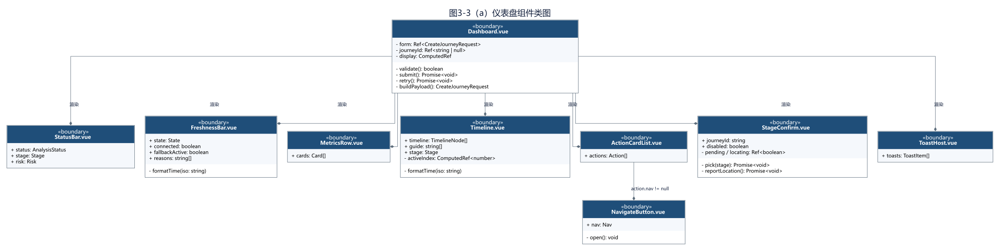 图3-3（a）仪表盘组件类图
«boundary»
Dashboard.vue
- form: Ref<CreateJourneyRequest>
- journeyId: Ref<string | null>
- display: ComputedRef
- validate(): boolean
- submit(): Promise<void>
- retry(): Promise<void>
- buildPayload(): CreateJourneyRequest
渲染
渲染
渲染
渲染
渲染
渲染
渲染
«boundary»
StatusBar.vue
+ status: AnalysisStatus
+ stage: Stage
+ risk: Risk
«boundary»
FreshnessBar.vue
+ state: State
+ connected: boolean
+ fallbackActive: boolean
+ reasons: string[]
- formatTime(iso: string)
«boundary»
MetricsRow.vue
+ cards: Card[]
«boundary»
Timeline.vue
+ timeline: TimelineNode[]
+ guide: string[]
+ stage: Stage
- activeIndex: ComputedRef<number>
- formatTime(iso: string)
«boundary»
ActionCardList.vue
+ actions: Action[]
«boundary»
StageConfirm.vue
+ journeyId: string
+ disabled: boolean
- pending / locating: Ref<boolean>
- pick(stage): Promise<void>
- reportLocation(): Promise<void>
«boundary»
ToastHost.vue
+ toasts: ToastItem[]
action.nav != null
«boundary»
NavigateButton.vue
+ nav: Nav
- open(): void